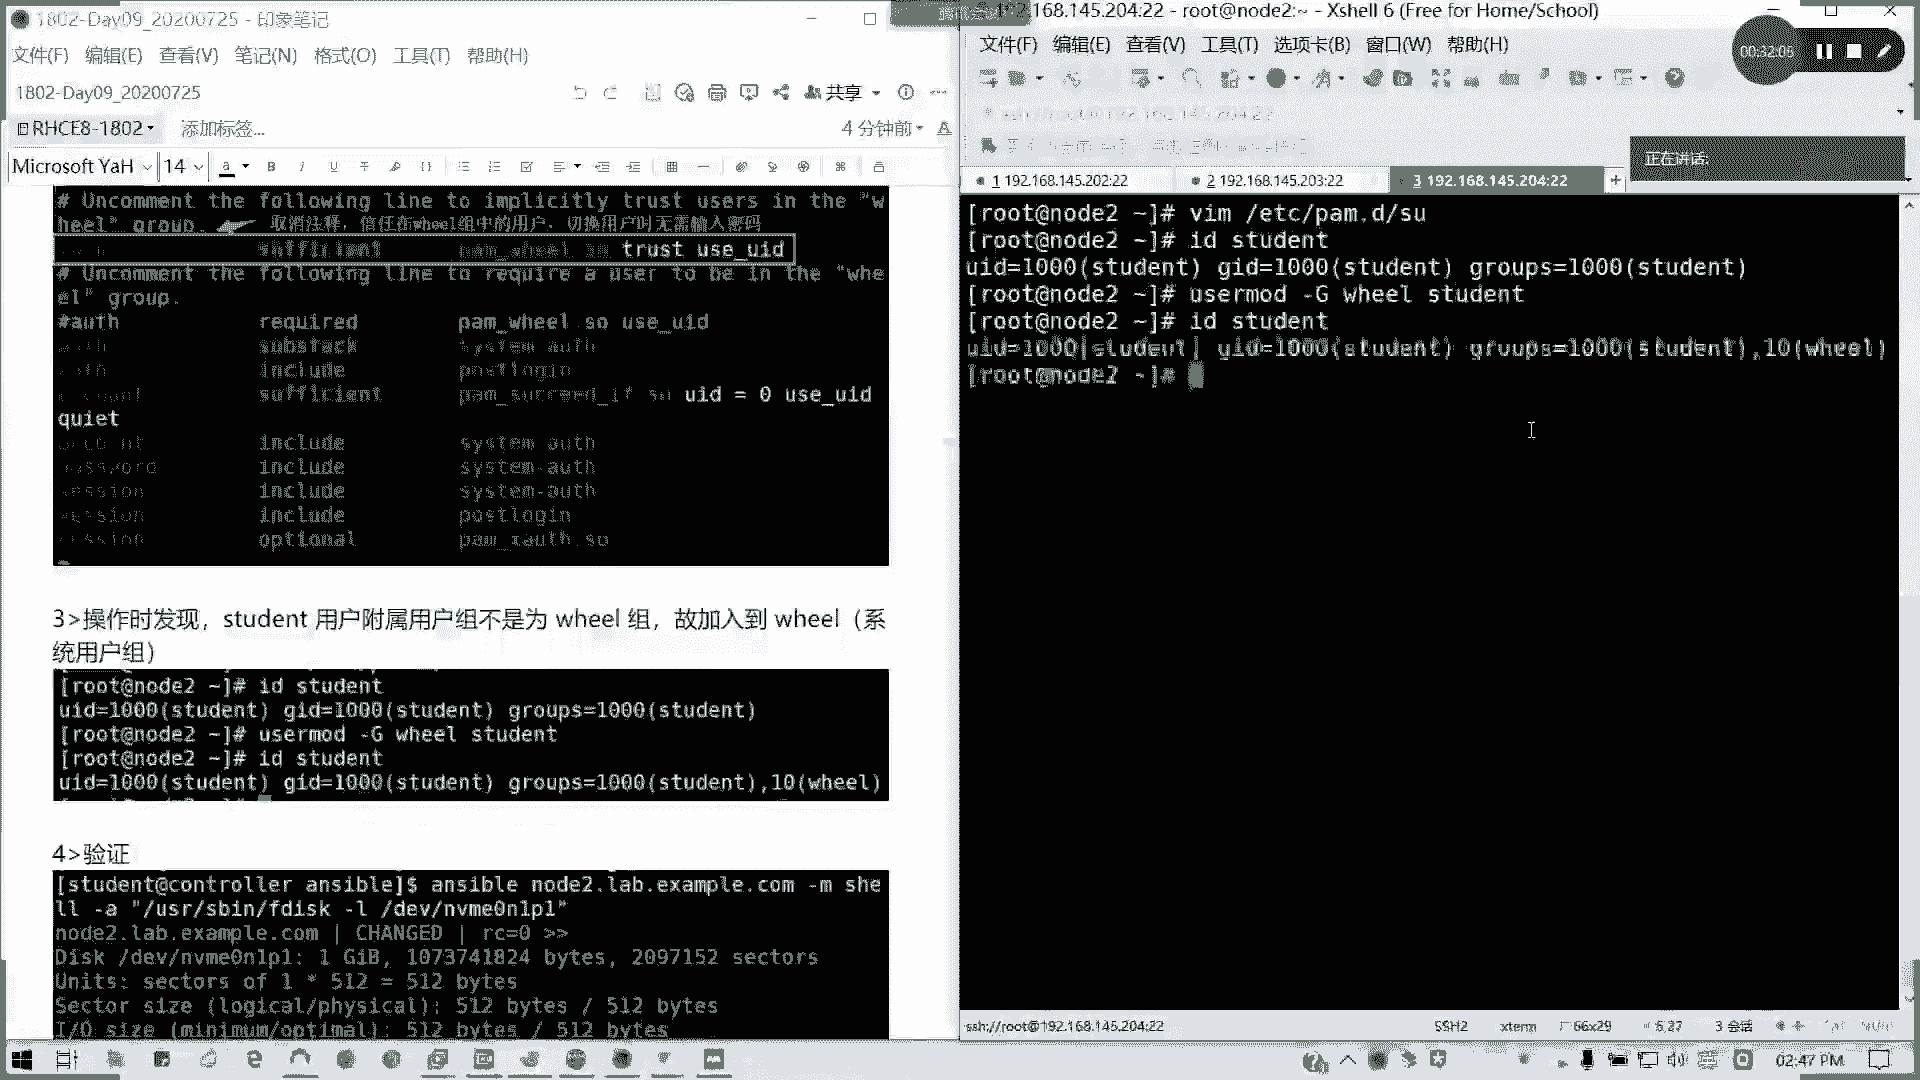 1802-Day09_20200725 - 印象笔记
文件(F) 编辑(E) 查看(V) 笔记(N) 格式(O) 工具(T) 帮助(H)
1802-Day09_20200725
共享
RHCE8-1802 添加标签...
4 分钟前
Microsoft YaH 14
# Uncomment the following line to implicitly trust users in the "w
heel" group. 取消注释，信任在wheel组中的用户，切换用户时无需输入密码
sufficient pam_wheel.so trust use_uid
# Uncomment the following line to require a user to be in the "whe
el" group.
#auth required pam_wheel.so use_uid
auth substack system-auth
auth include postlogin
account sufficient pam_succeed_if.so uid = 0 use_uid
quiet
account include system-auth
password include system-auth
session include system-auth
session include postlogin
session optional pam_xauth.so
3>操作时发现，student 用户附属用户组不是为 wheel 组，故加入到 wheel（系
统用户组）
[root@node2 ~]# id student
uid=1000(student) gid=1000(student) groups=1000(student)
[root@node2 ~]# usermod -G wheel student
[root@node2 ~]# id student
uid=1000(student) gid=1000(student) groups=1000(student),10(wheel)
4>验证
[student@controller ansible]$ ansible node2.lab.example.com -m she
ll -a "/usr/sbin/fdisk -l /dev/nvme0n1p1"
node2.lab.example.com | CHANGED | rc=0 >>
Disk /dev/nvme0n1p1: 1 GiB, 1073741824 bytes, 2097152 sectors
Units: sectors of 1 * 512 = 512 bytes
Sector size (logical/physical): 512 bytes / 512 bytes
I/O size (minimum/optimal): 512 bytes / 512 bytes
192.168.145.204:22 - root@node2:~ - Xshell 6 (Free for Home/School)
文件(F) 编辑(E) 查看(V) 工具(T) 选项卡(B) 窗口(W) 帮助(H)
00:32:05
正在讲话:
1 192.168.145.202:22
2 192.168.145.203:22
3 192.168.145.204:22
[root@node2 ~]# vim /etc/pam.d/su
[root@node2 ~]# id student
uid=1000(student) gid=1000(student) groups=1000(student)
[root@node2 ~]# usermod -G wheel student
[root@node2 ~]# id student
uid=1000(student) gid=1000(student) groups=1000(student),10(wheel)
[root@node2 ~]#
ssh://root@192.168.145.204:22
SSH2 xterm 66x29 6,27 3 会话
02:47 PM